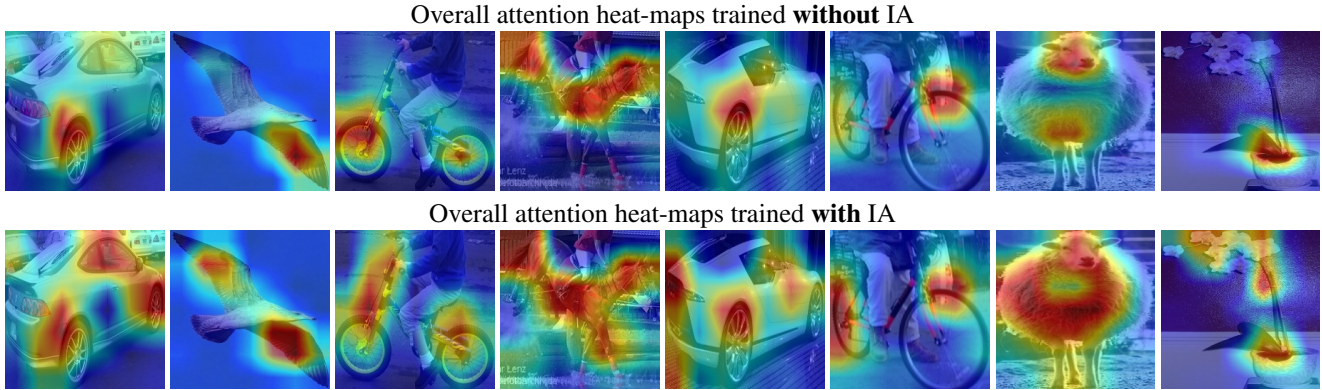 Overall attention heat-maps trained without IA
Overall attention heat-maps trained with IA